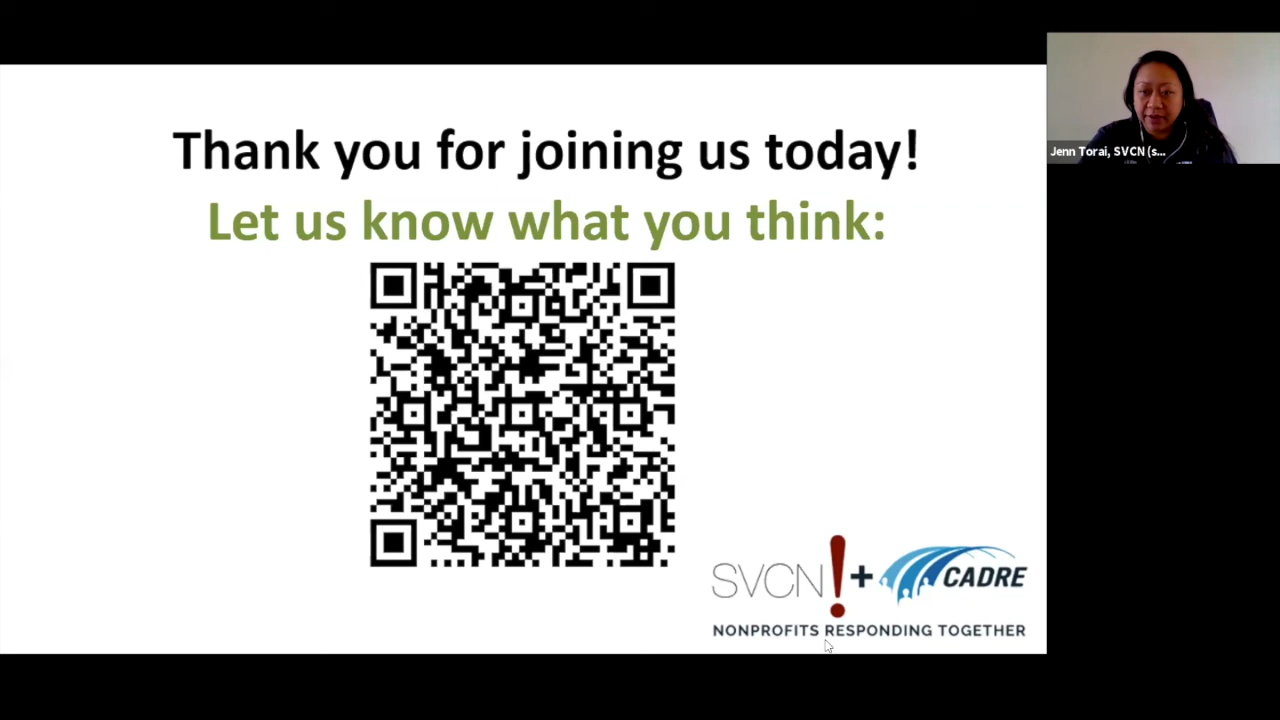 Thank you for joining us today!
Let us know what you think:
Jenn Torai, SVCN (s...
SVCN! + CADRE
NONPROFITS RESPONDING TOGETHER